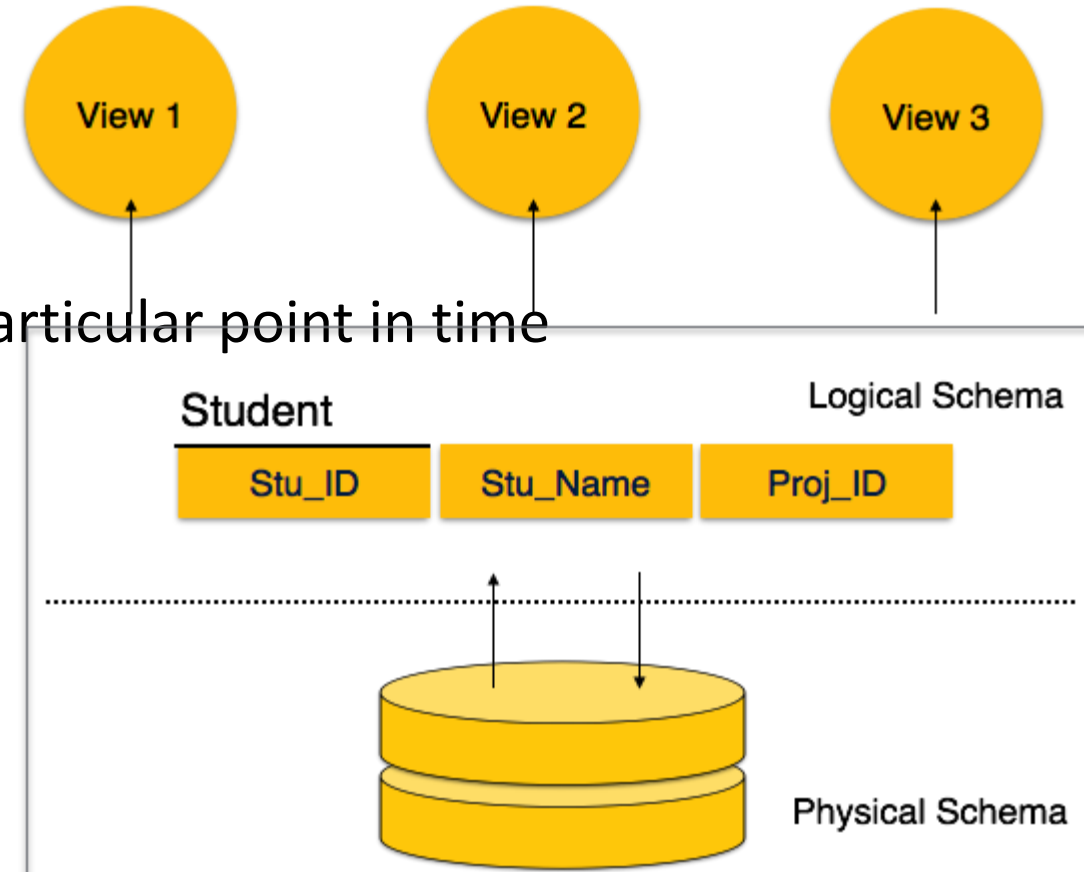 View 1
View 2
View 3
articular point in time
Logical Schema
Student
Stu_ID
Stu_Name
Proj_ID
Physical Schema